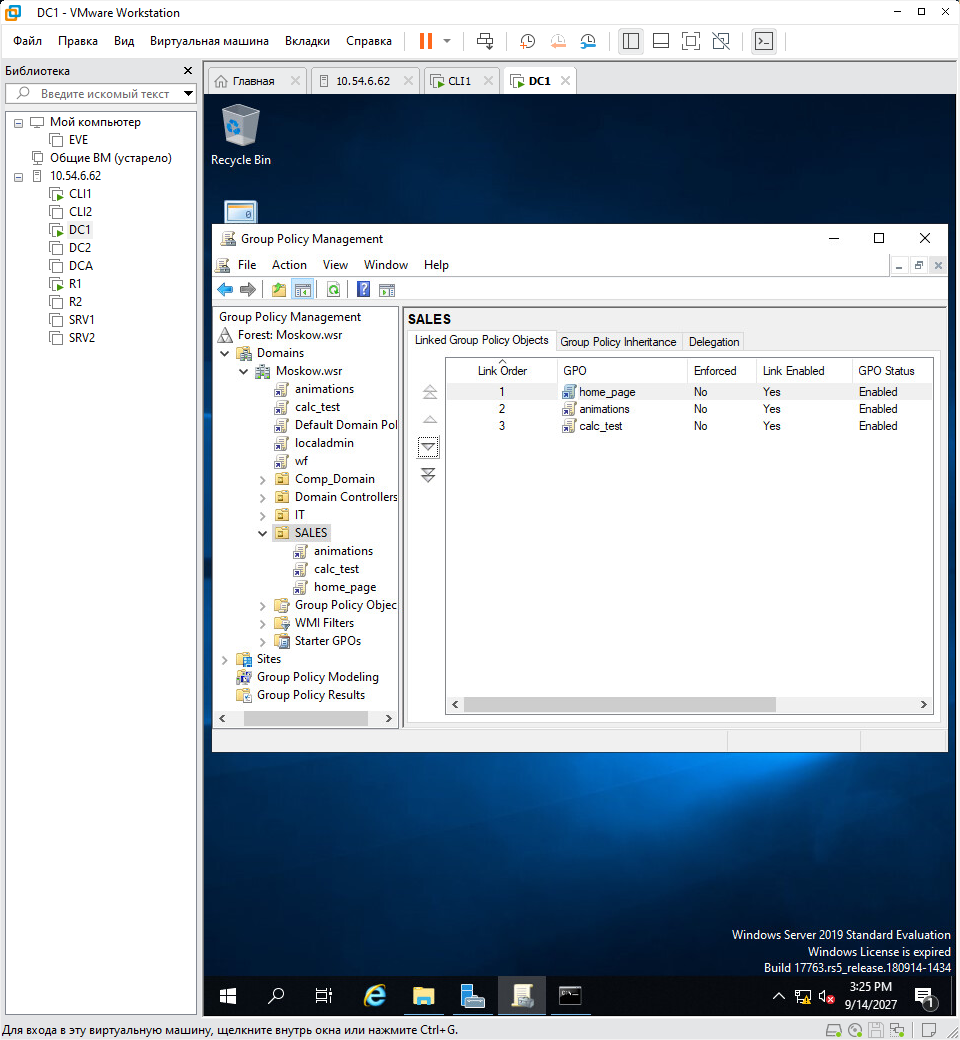 DC1 - VMware Workstation
Файл Правка Вид Виртуальная машина Вкладки Справка
Библиотека
Введите искомый текст
Мой компьютер
EVE
Общие ВМ (устарело)
10.54.6.62
CLI1
CLI2
DC1
DC2
DCA
R1
R2
SRV1
SRV2
Главная 10.54.6.62 CLI1 DC1
Recycle Bin
0
Group Policy Management
File Action View Window Help
Group Policy Management
Forest: Moskow.wsr
Domains
Moskow.wsr
animations
calc_test
Default Domain Pol
localadmin
wf
Comp_Domain
Domain Controllers
IT
SALES
animations
calc_test
home_page
Group Policy Objec
WMI Filters
Starter GPOs
Sites
Group Policy Modeling
Group Policy Results
SALES
Linked Group Policy Objects Group Policy Inheritance Delegation
Link Order GPO Enforced Link Enabled GPO Status
1 home_page No Yes Enabled
2 animations No Yes Enabled
3 calc_test No Yes Enabled
Windows Server 2019 Standard Evaluation
Windows License is expired
Build 17763.rs5_release.180914-1434
3:25 PM
9/14/2027
1
Для входа в эту виртуальную машину, щелкните внутрь окна или нажмите Ctrl+G.